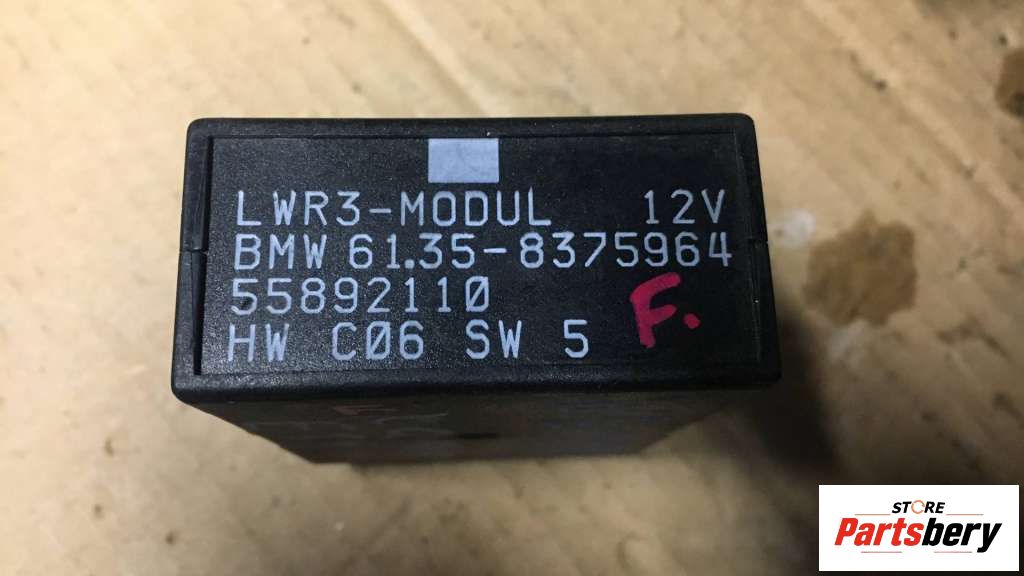 LWR3-MODUL 12V
BMW 61.35-8375964
55892110
HW C06 SW 5
F.
STORE
Partsbery